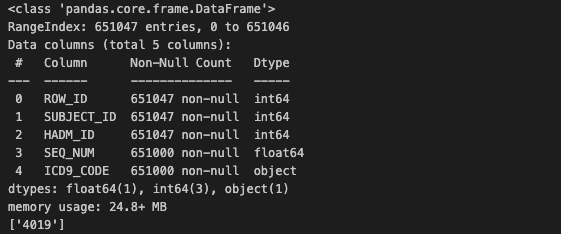 <class 'pandas.core.frame.DataFrame'>
RangeIndex: 651047 entries, 0 to 651046
Data columns (total 5 columns):
 #   Column      Non-Null Count   Dtype
---  ------      --------------   -----
 0   ROW_ID      651047 non-null  int64
 1   SUBJECT_ID  651047 non-null  int64
 2   HADM_ID     651047 non-null  int64
 3   SEQ_NUM     651000 non-null  float64
 4   ICD9_CODE   651000 non-null  object
dtypes: float64(1), int64(3), object(1)
memory usage: 24.8+ MB
['4019']